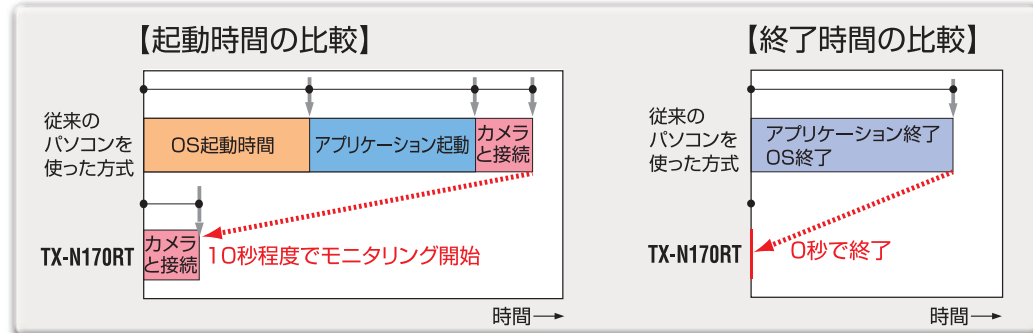 【起動時間の比較】
従来の
パソコンを
使った方式
OS起動時間
アプリケーション起動
カメラ
と接続
TX-N170RT
カメラ
と接続
10秒程度でモニタリング開始
時間→
【終了時間の比較】
従来の
パソコンを
使った方式
アプリケーション終了
OS終了
TX-N170RT
0秒で終了
時間→